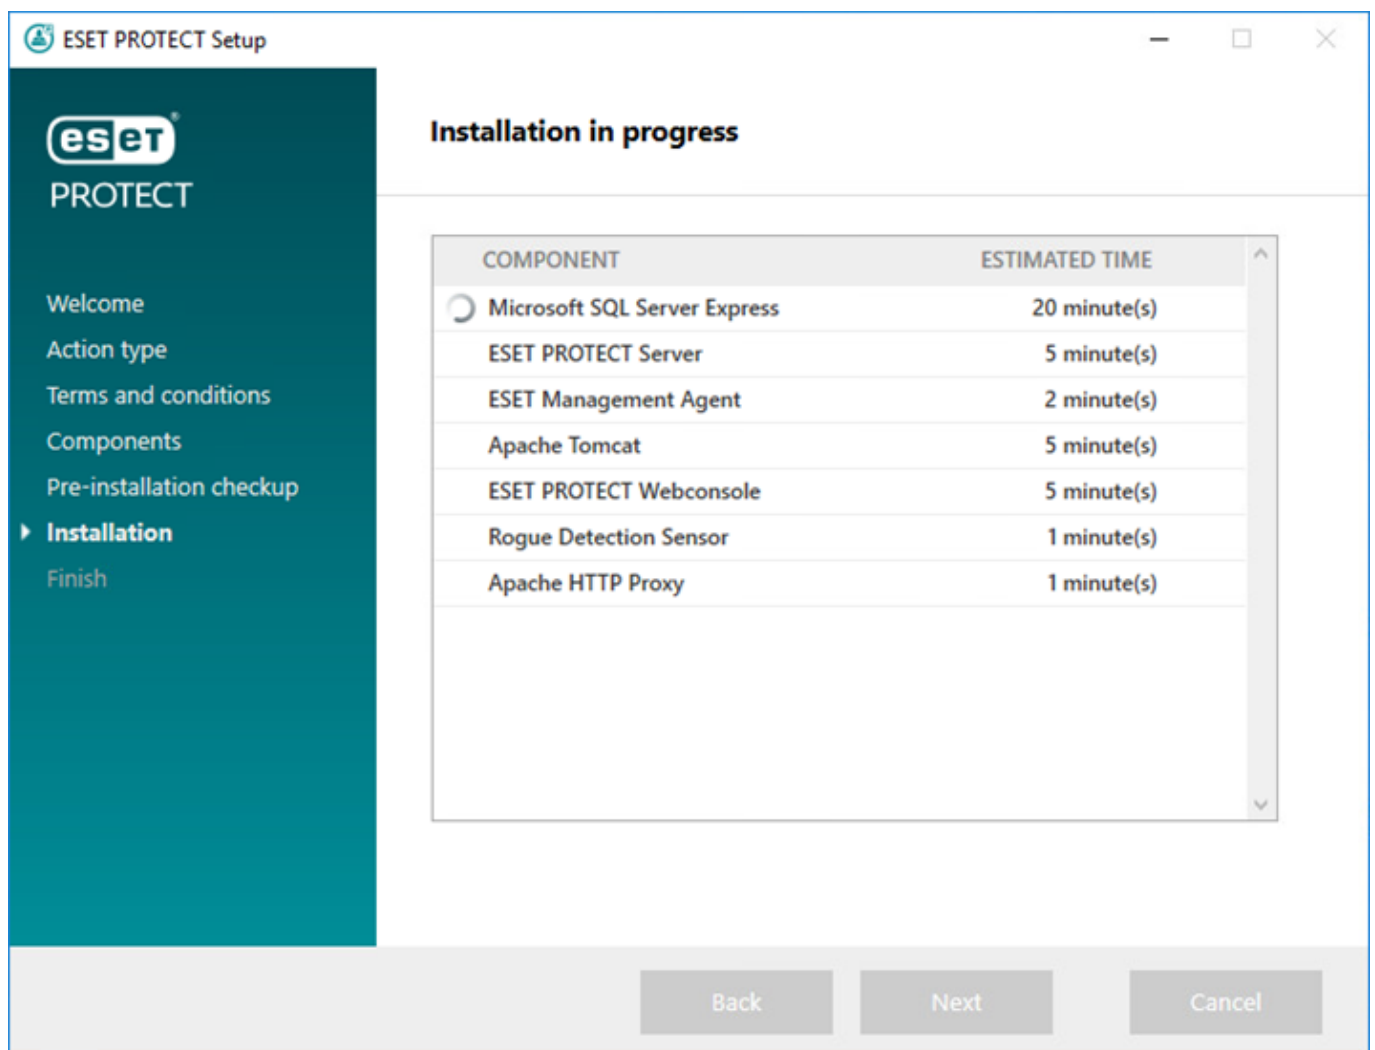 ESET PROTECT Setup
eseT®
PROTECT
Welcome
Action type
Terms and conditions
Components
Pre-installation checkup
Installation
Finish
Installation in progress
COMPONENT ESTIMATED TIME
Microsoft SQL Server Express 20 minute(s)
ESET PROTECT Server 5 minute(s)
ESET Management Agent 2 minute(s)
Apache Tomcat 5 minute(s)
ESET PROTECT Webconsole 5 minute(s)
Rogue Detection Sensor 1 minute(s)
Apache HTTP Proxy 1 minute(s)
Back Next Cancel